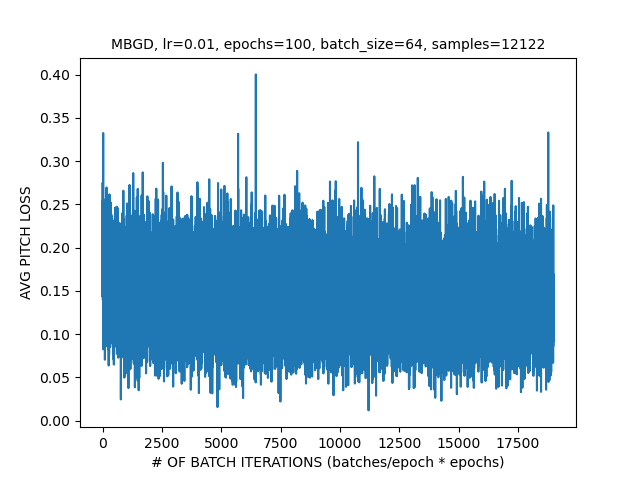 MBGD, lr=0.01, epochs=100, batch_size=64, samples=12122
AVG PITCH LOSS
0.40
0.35
0.30
0.25
0.20
0.15
0.10
0.05
0.00
0 2500 5000 7500 10000 12500 15000 17500
# OF BATCH ITERATIONS (batches/epoch * epochs)